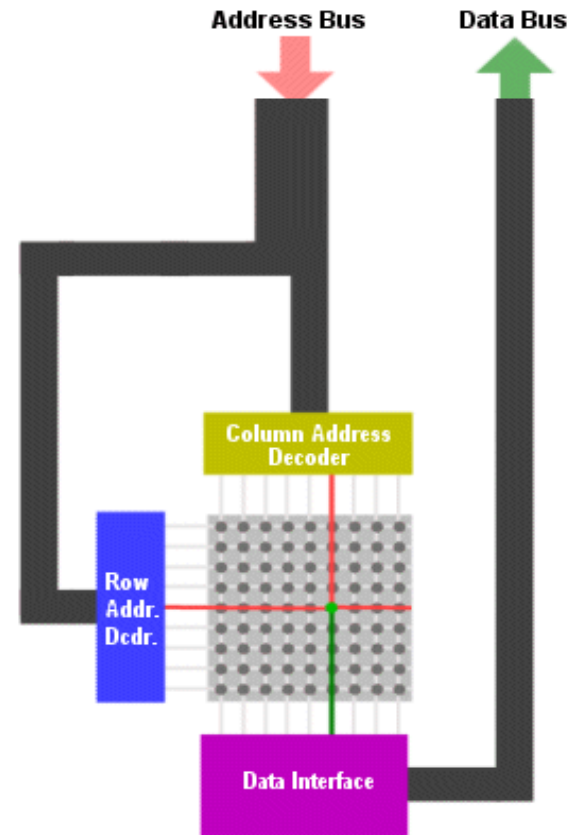 Address Bus
Data Bus
Column Address
Decoder
Row
Addr.
Dcdr.
Data Interface